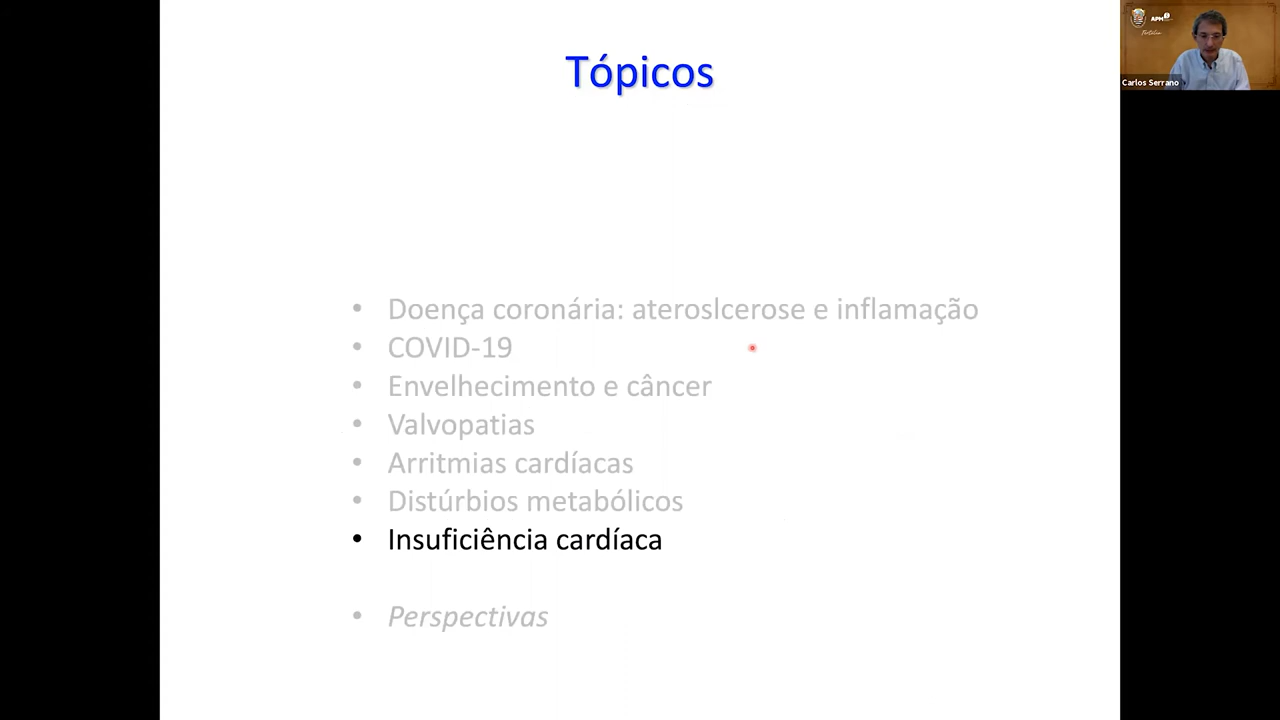 Tópicos
• Doença coronária: ateroslcerose e inflamação
• COVID-19
• Envelhecimento e câncer
• Valvopatias
• Arritmias cardíacas
• Distúrbios metabólicos
• Insuficiência cardíaca
• Perspectivas
APM
Carlos Serrano